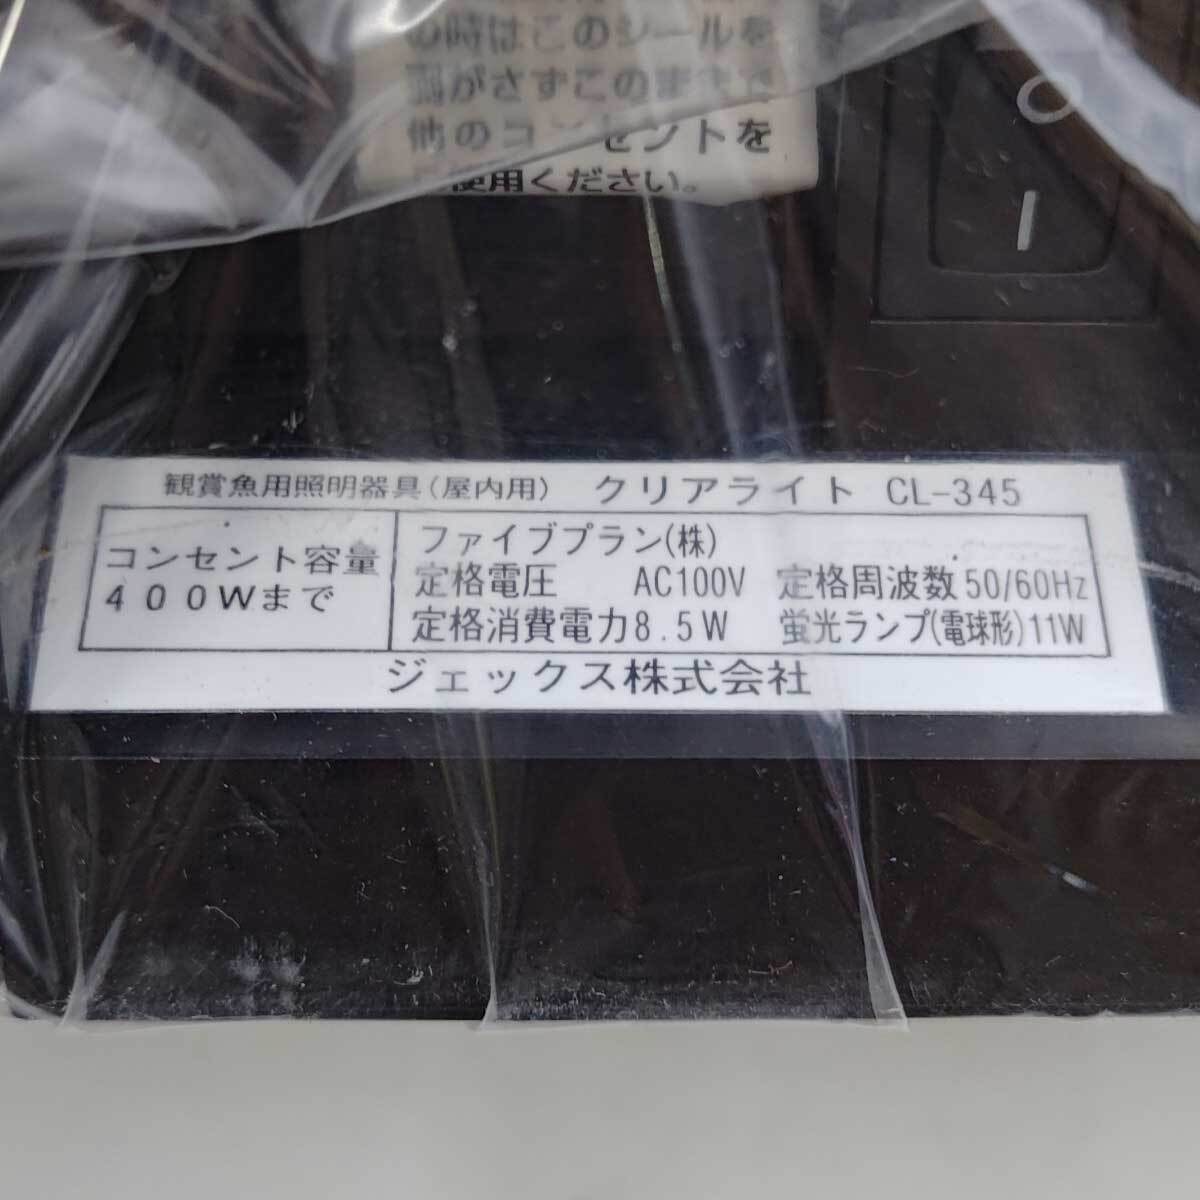 の時はこのシールを
剥がさずこのままで
他のコンセントを
使用ください。
観賞魚用照明器具(屋内用) クリアライト CL-345
コンセント容量
400Wまで
ファイブプラン(株)
定格電圧 AC100V 定格周波数 50/60Hz
定格消費電力8.5W 蛍光ランプ(電球形)11W
ジェックス株式会社